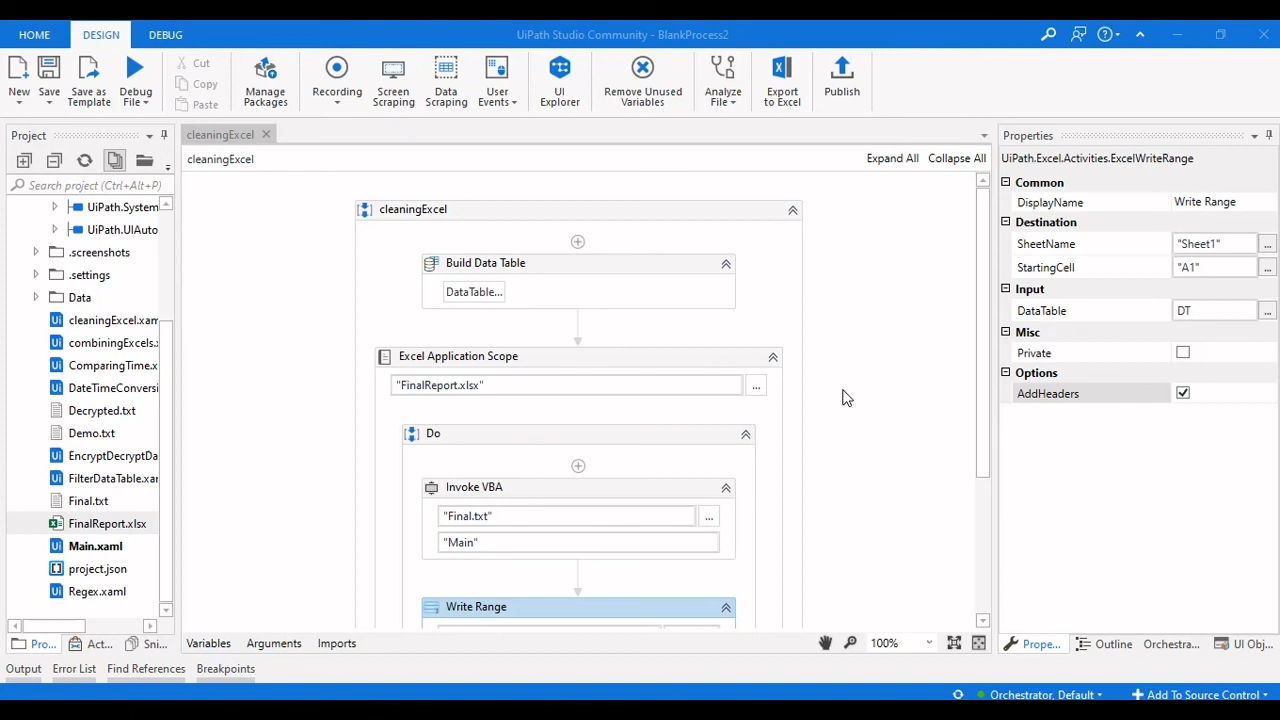 HOME DESIGN DEBUG UiPath Studio Community - BlankProcess2
New Save Save as Template Debug File Cut Copy Paste Manage Packages Recording Screen Scraping Data Scraping User Events UI Explorer Remove Unused Variables Analyze File Export to Excel Publish
Project
Search project (Ctrl+Alt+P)
UiPath.System
UiPath.UIAuto
.screenshots
.settings
Data
cleaningExcel.xam
combiningExcels.
ComparingTime.x
DateTimeConversi
Decrypted.txt
Demo.txt
EncryptDecryptDa
FilterDataTable.xar
Final.txt
FinalReport.xlsx
Main.xaml
project.json
Regex.xaml
Pro... Act... Sni...
cleaningExcel
cleaningExcel Expand All Collapse All
cleaningExcel
Build Data Table
DataTable...
Excel Application Scope
"FinalReport.xlsx" ...
Do
Invoke VBA
"Final.txt" ...
"Main"
Write Range
Variables Arguments Imports 100%
Properties
UiPath.Excel.Activities.ExcelWriteRange
Common
DisplayName Write Range
Destination
SheetName "Sheet1" ...
StartingCell "A1" ...
Input
DataTable DT ...
Misc
Private
Options
AddHeaders
Prope... Outline Orchestra... UI Obj...
Output Error List Find References Breakpoints
Orchestrator, Default Add To Source Control